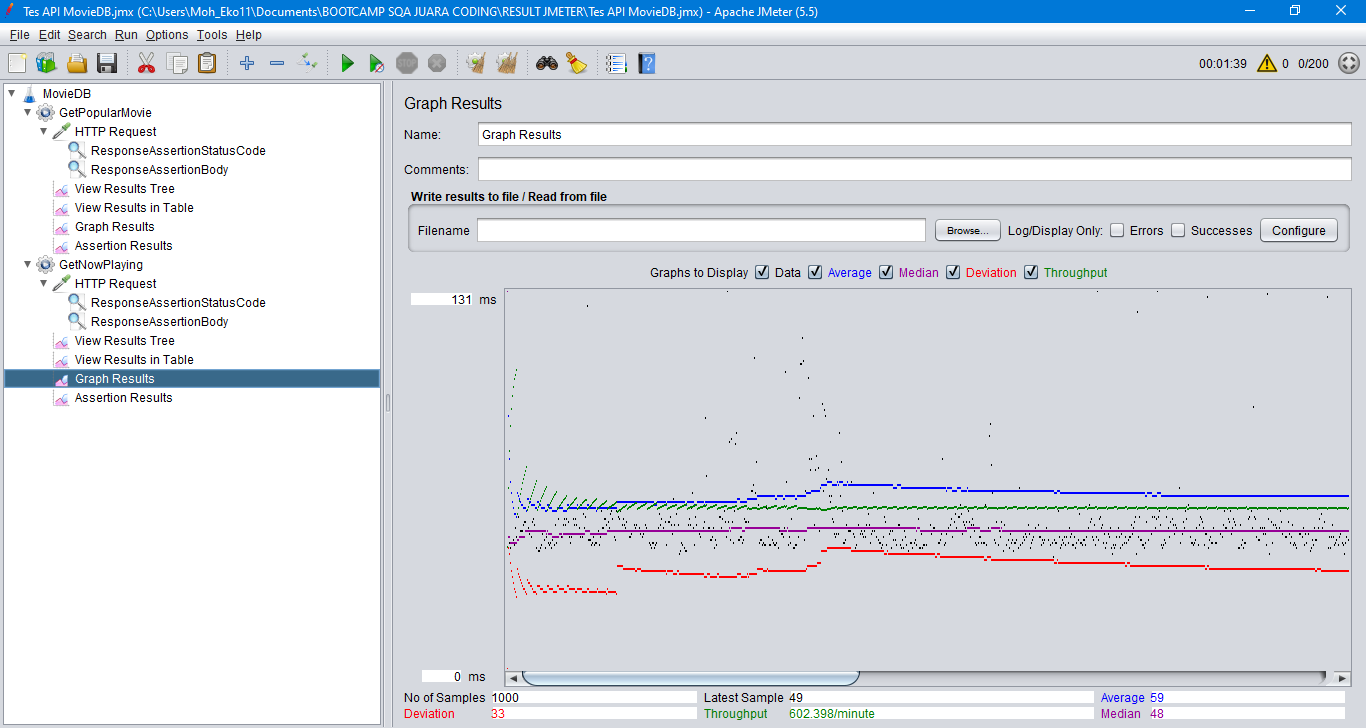 Tes API MovieDB.jmx (C:\Users\Moh_Eko11\Documents\BOOTCAMP SQA JUARA CODING\RESULT JMETER\Tes API MovieDB.jmx) - Apache JMeter (5.5)
File Edit Search Run Options Tools Help
STOP 00:01:39 0 0/200
MovieDB
GetPopularMovie
HTTP Request
ResponseAssertionStatusCode
ResponseAssertionBody
View Results Tree
View Results in Table
Graph Results
Assertion Results
GetNowPlaying
HTTP Request
ResponseAssertionStatusCode
ResponseAssertionBody
View Results Tree
View Results in Table
Graph Results
Assertion Results
Graph Results
Name: Graph Results
Comments:
Write results to file / Read from file
Filename Browse... Log/Display Only: Errors Successes Configure
Graphs to Display Data Average Median Deviation Throughput
131 ms
0 ms
No of Samples 1000 Latest Sample 49 Average 59
Deviation 33 Throughput 602.398/minute Median 48